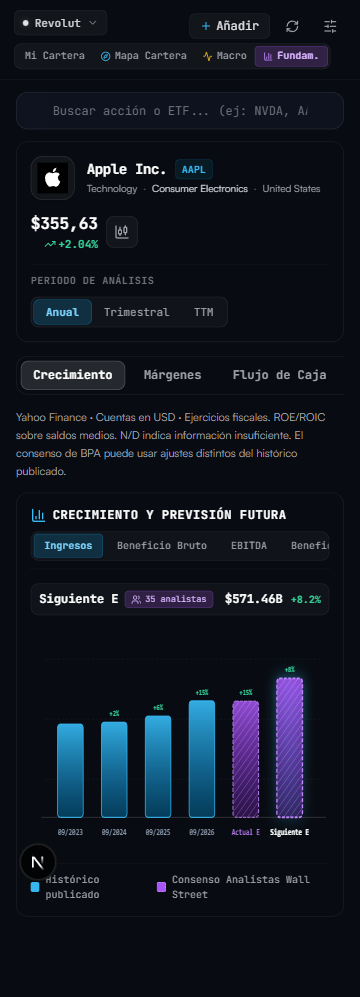 Revolut
+ Añadir
Mi Cartera
Mapa Cartera
Macro
Fundam.
Buscar acción o ETF... (ej: NVDA, A
Apple Inc.
AAPL
Technology · Consumer Electronics · United States
$355,63
+2.04%
PERIODO DE ANÁLISIS
Anual
Trimestral
TTM
Crecimiento
Márgenes
Flujo de Caja
Yahoo Finance · Cuentas en USD · Ejercicios fiscales. ROE/ROIC
sobre saldos medios. N/D indica información insuficiente. El
consenso de BPA puede usar ajustes distintos del histórico
publicado.
CRECIMIENTO Y PREVISIÓN FUTURA
Ingresos
Beneficio Bruto
EBITDA
Benefic
Siguiente E
35 analistas
$571.46B
+8.2%
+2%
+6%
+15%
+15%
+8%
09/2023
09/2024
09/2025
09/2026
Actual E
Siguiente E
N
Histórico
publicado
Consenso Analistas Wall
Street